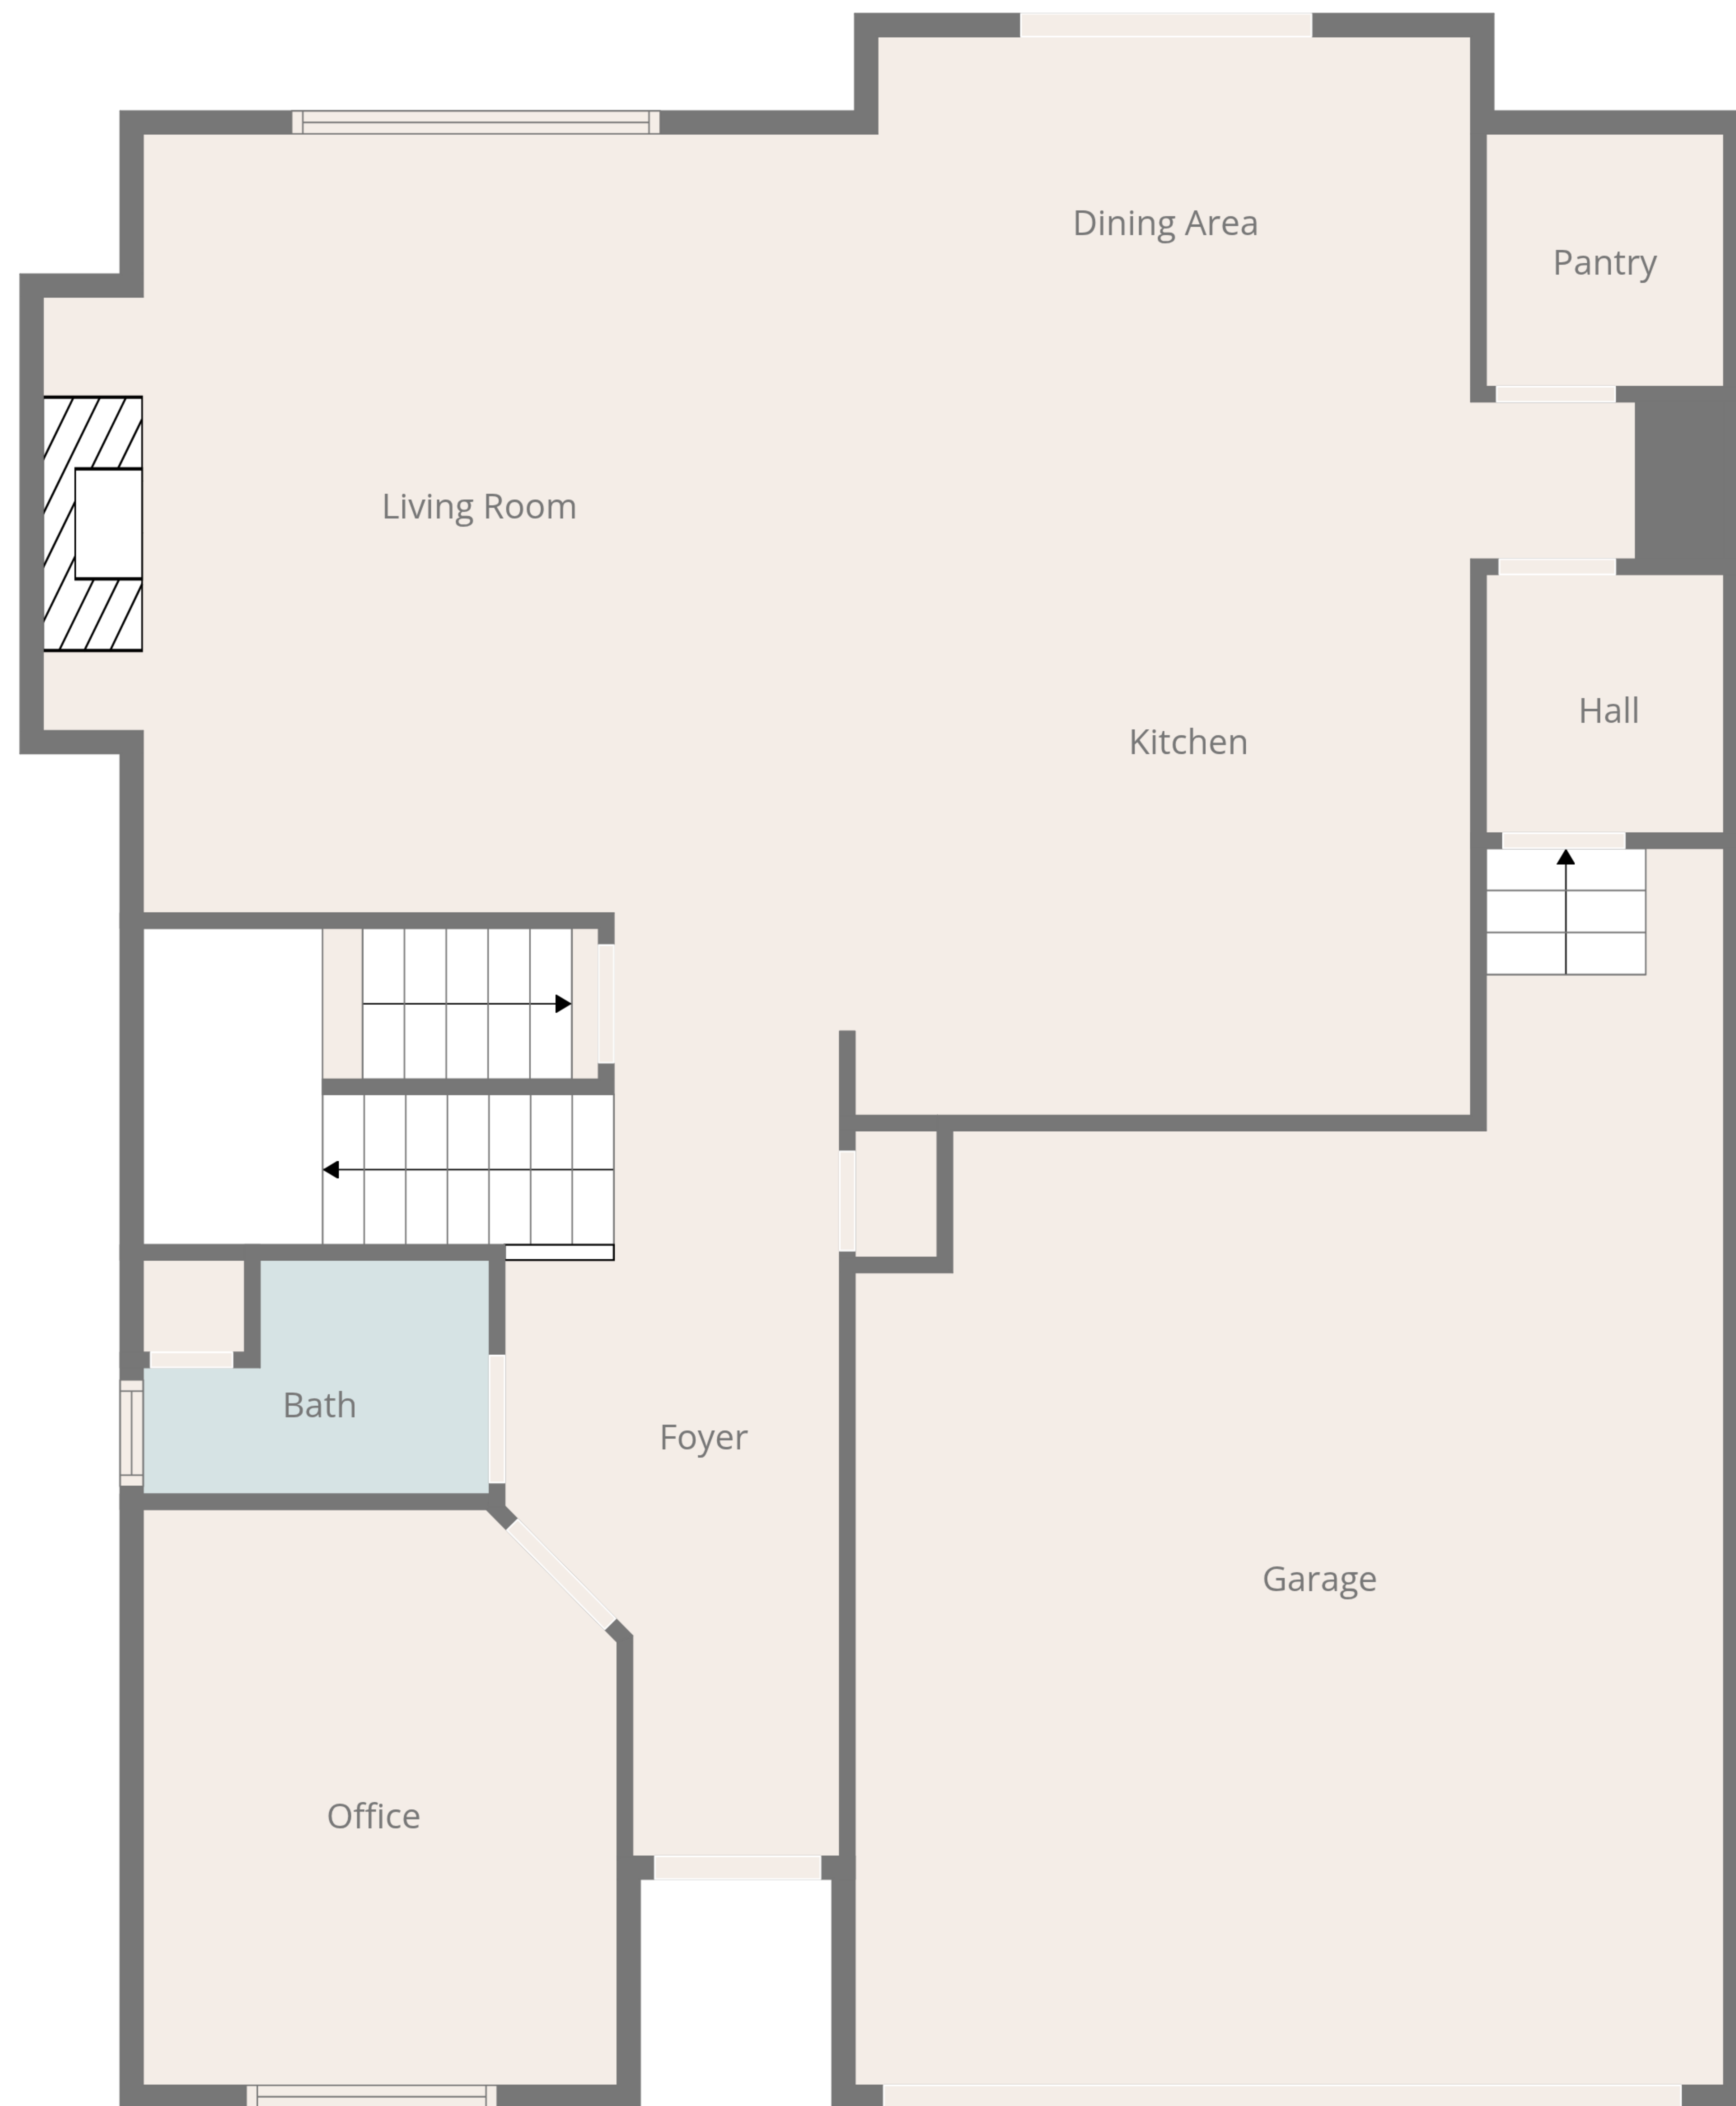 Dining Area
Pantry
Living Room
Hall
Kitchen
Bath
Foyer
Garage
Office